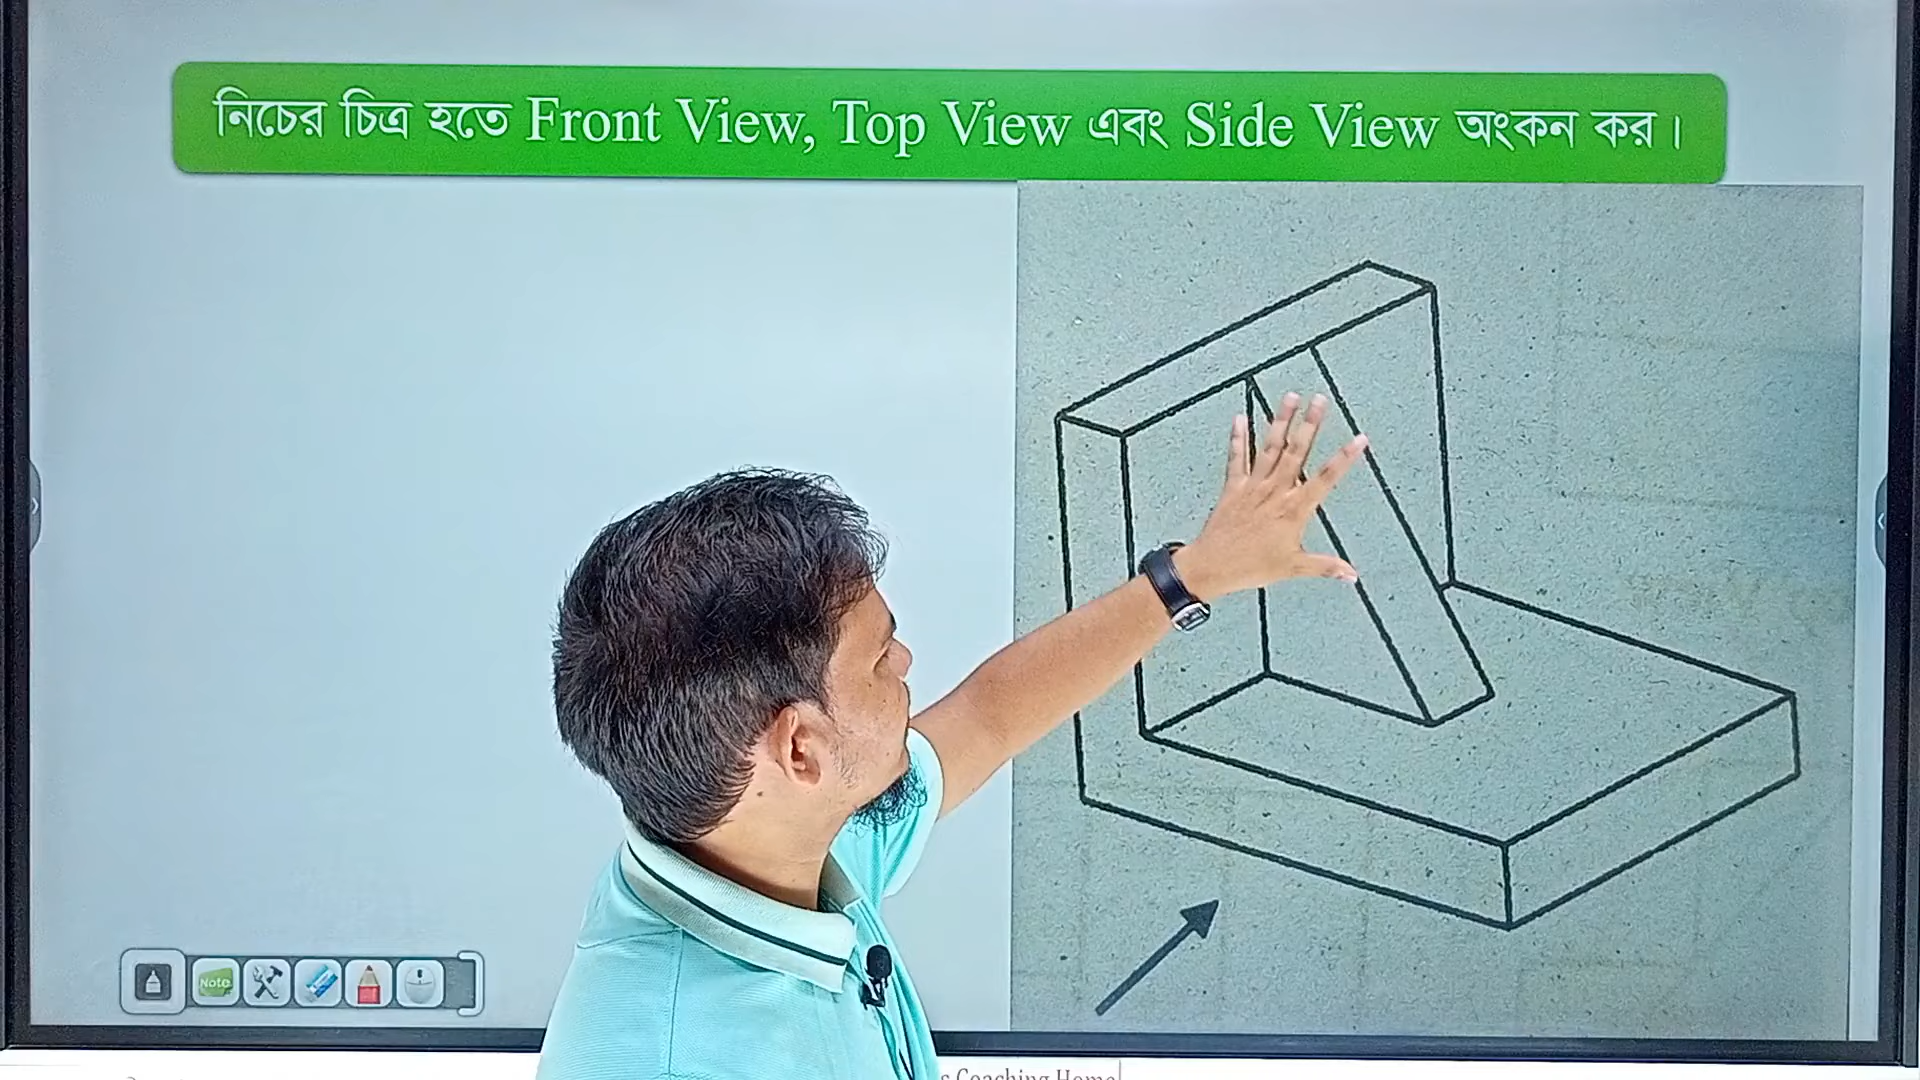 নিচের চিত্র হতে Front View, Top View এবং Side View অংকন কর।
Note
s Coaching Home